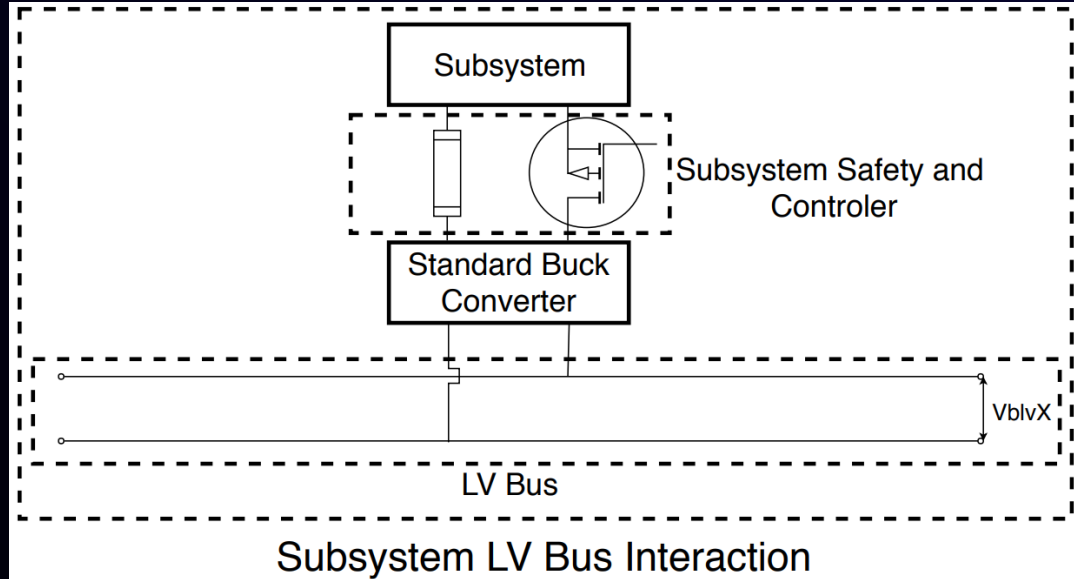 Subsystem
Subsystem Safety and
Controler
Standard Buck
Converter
VblvX
LV Bus
Subsystem LV Bus Interaction